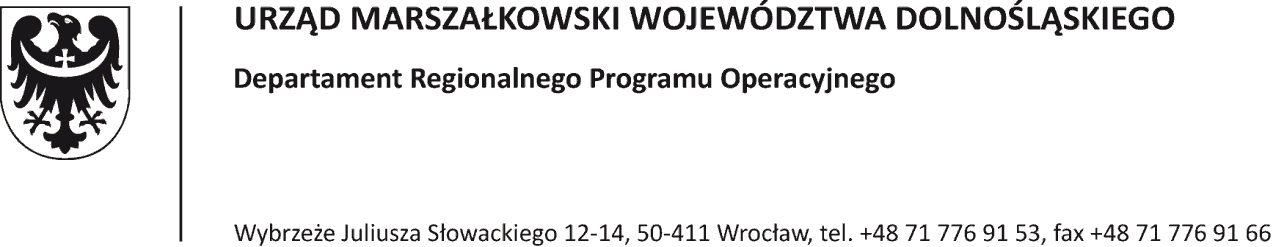 URZĄD MARSZAŁKOWSKI WOJEWÓDZTWA DOLNOŚLĄSKIEGO
Departament Regionalnego Programu Operacyjnego
Wybrzeże Juliusza Słowackiego 12-14, 50-411 Wrocław, tel. +48 71 776 91 53, fax +48 71 776 91 66